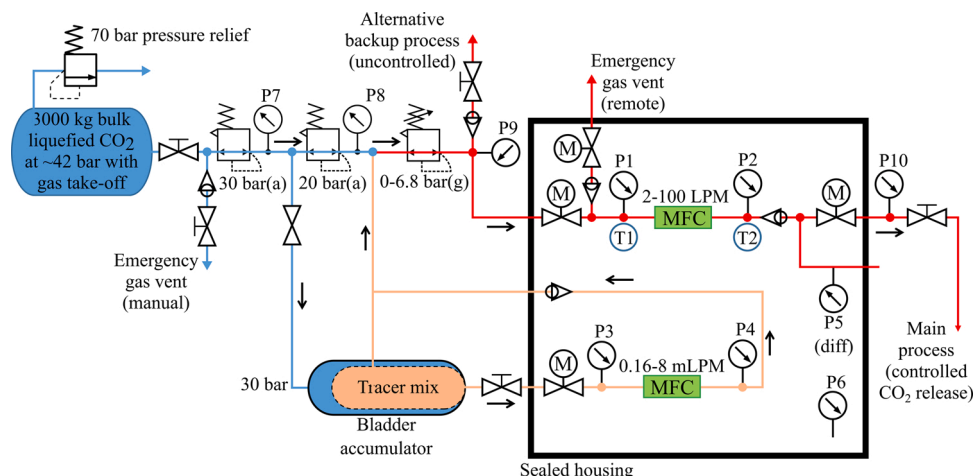 70 bar pressure relief
3000 kg bulk
liquefied CO2
at ~42 bar with
gas take-off
Emergency
gas vent
(manual)
P7
30 bar(a)
P8
20 bar(a)
0-6.8 bar(g)
Alternative
backup process
(uncontrolled)
P9
Emergency
gas vent
(remote)
M
M
P1
T1
2-100 LPM
MFC
P2
T2
M
P10
P5
(diff)
P6
Main
process
(controlled
CO2 release)
30 bar
Tracer mix
Bladder
accumulator
M
P3
0.16-8 mLPM
MFC
P4
Sealed housing